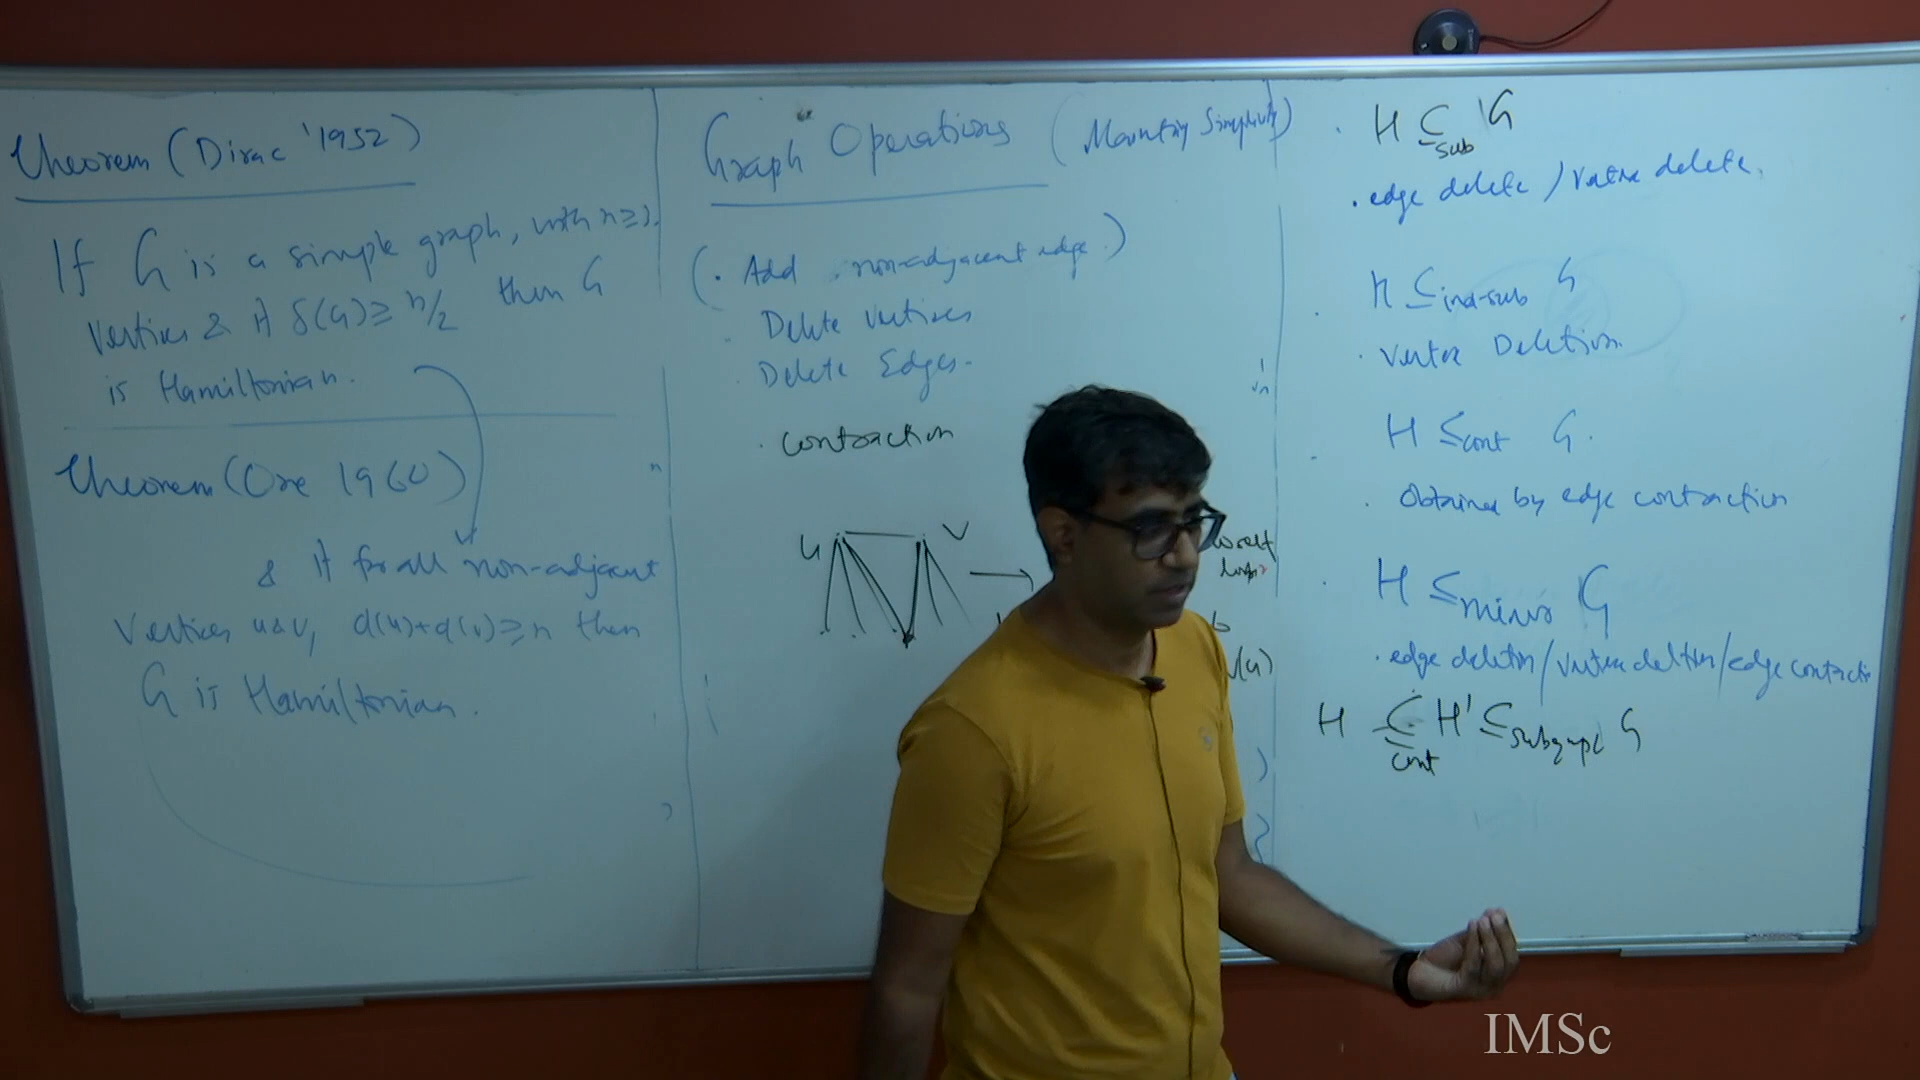 Theorem (Dirac '1952)
If G is a simple graph, with n≥3
vertices & if δ(G)≥ n/2 then G
is Hamiltonian.
Theorem (Ore 1960)
& if for all non-adjacent
vertices u&v, d(u)+d(v)≥n then
G is Hamiltonian.
Graph Operations (Maintaing Simplicity)
(. Add non-adjacent edge.)
. Delete vertices
. Delete Edges.
. contraction
u v
V(G)
. H ⊆sub G
. edge delete / vertex delete.
. H ⊆ind-sub G
. vertex Deletion
. H ≤cont G.
. Obtained by edge contraction
. H ≤minor G
. edge deletion/vertex deletion/edge contraction
H ≤cont H' ⊆subgraph G
IMSc